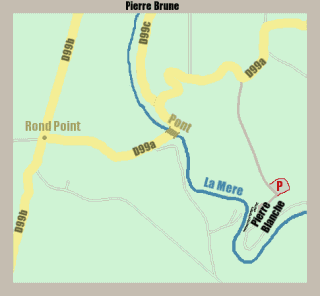 Pierre Brune
D99b
D99c
D99a
Pont
Rond Point
D99a
La Mere
P
Pierre
Blanche
D99b